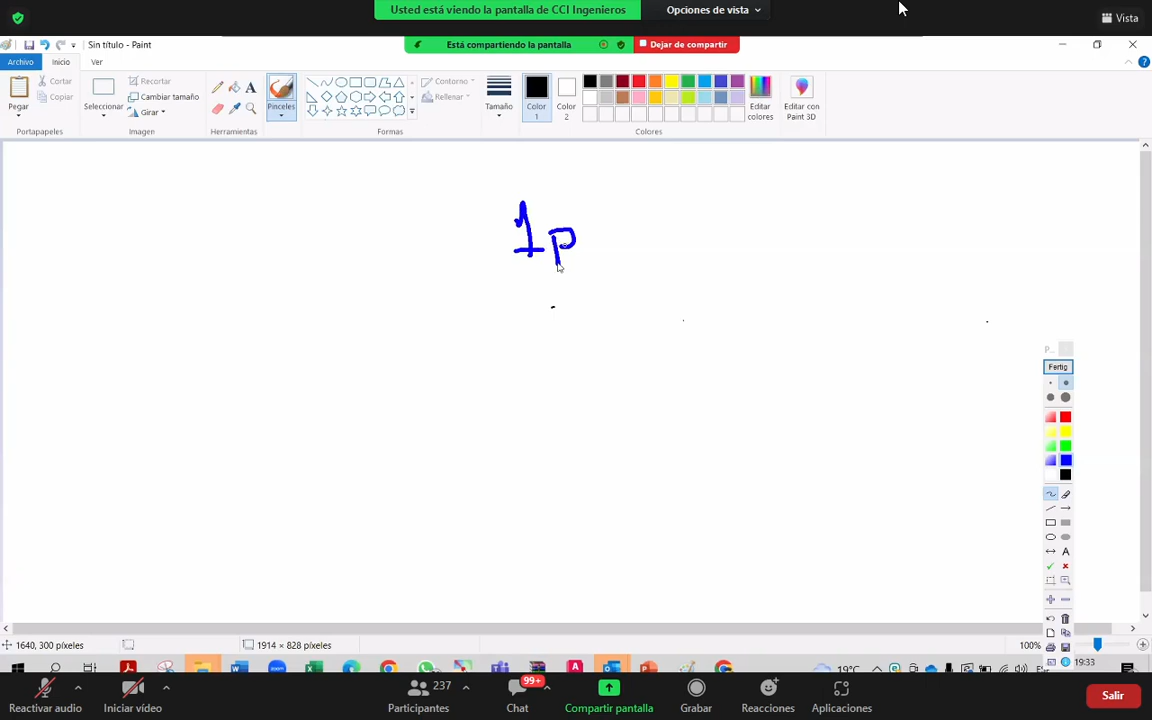 Usted está viendo la pantalla de CCI Ingenieros
Opciones de vista
Vista
Sin título - Paint
Está compartiendo la pantalla
Dejar de compartir
Archivo Inicio Ver
Pegar
Cortar
Copiar
Portapapeles
Seleccionar
Recortar
Cambiar tamaño
Girar
Imagen
A
Herramientas
Pinceles
Contorno
Rellenar
Formas
Tamaño
Color 1
Color 2
Editar colores
Editar con Paint 3D
Colores
1p
P...
Fertig
A
1640, 300 píxeles
1914 × 828 píxeles
100%
19°C
19:33
Reactivar audio
Iniciar vídeo
237
Participantes
99+
Chat
Compartir pantalla
Grabar
Reacciones
Aplicaciones
Salir